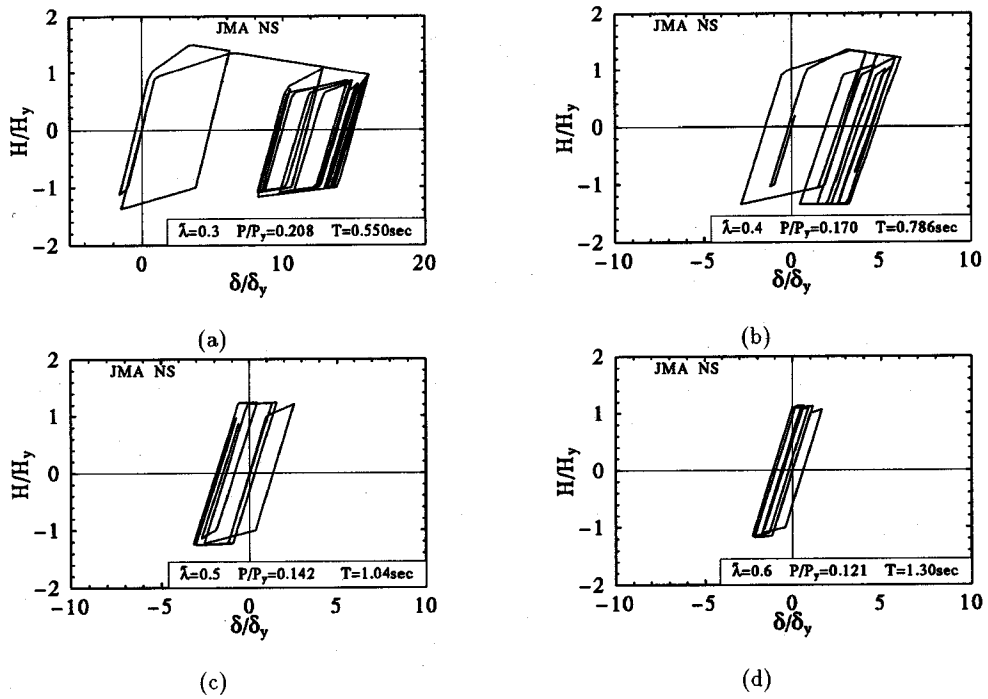 JMA NS
2
1
0
−1
−2
H/Hy
λ̄=0.3 P/Py=0.208 T=0.550sec
0 10 20
δ/δy
(a)
JMA NS
2
1
0
−1
−2
H/Hy
λ̄=0.4 P/Py=0.170 T=0.786sec
−10 −5 0 5 10
δ/δy
(b)
JMA NS
2
1
0
−1
−2
H/Hy
λ̄=0.5 P/Py=0.142 T=1.04sec
−10 −5 0 5 10
δ/δy
(c)
JMA NS
2
1
0
−1
−2
H/Hy
λ̄=0.6 P/Py=0.121 T=1.30sec
−10 −5 0 5 10
δ/δy
(d)